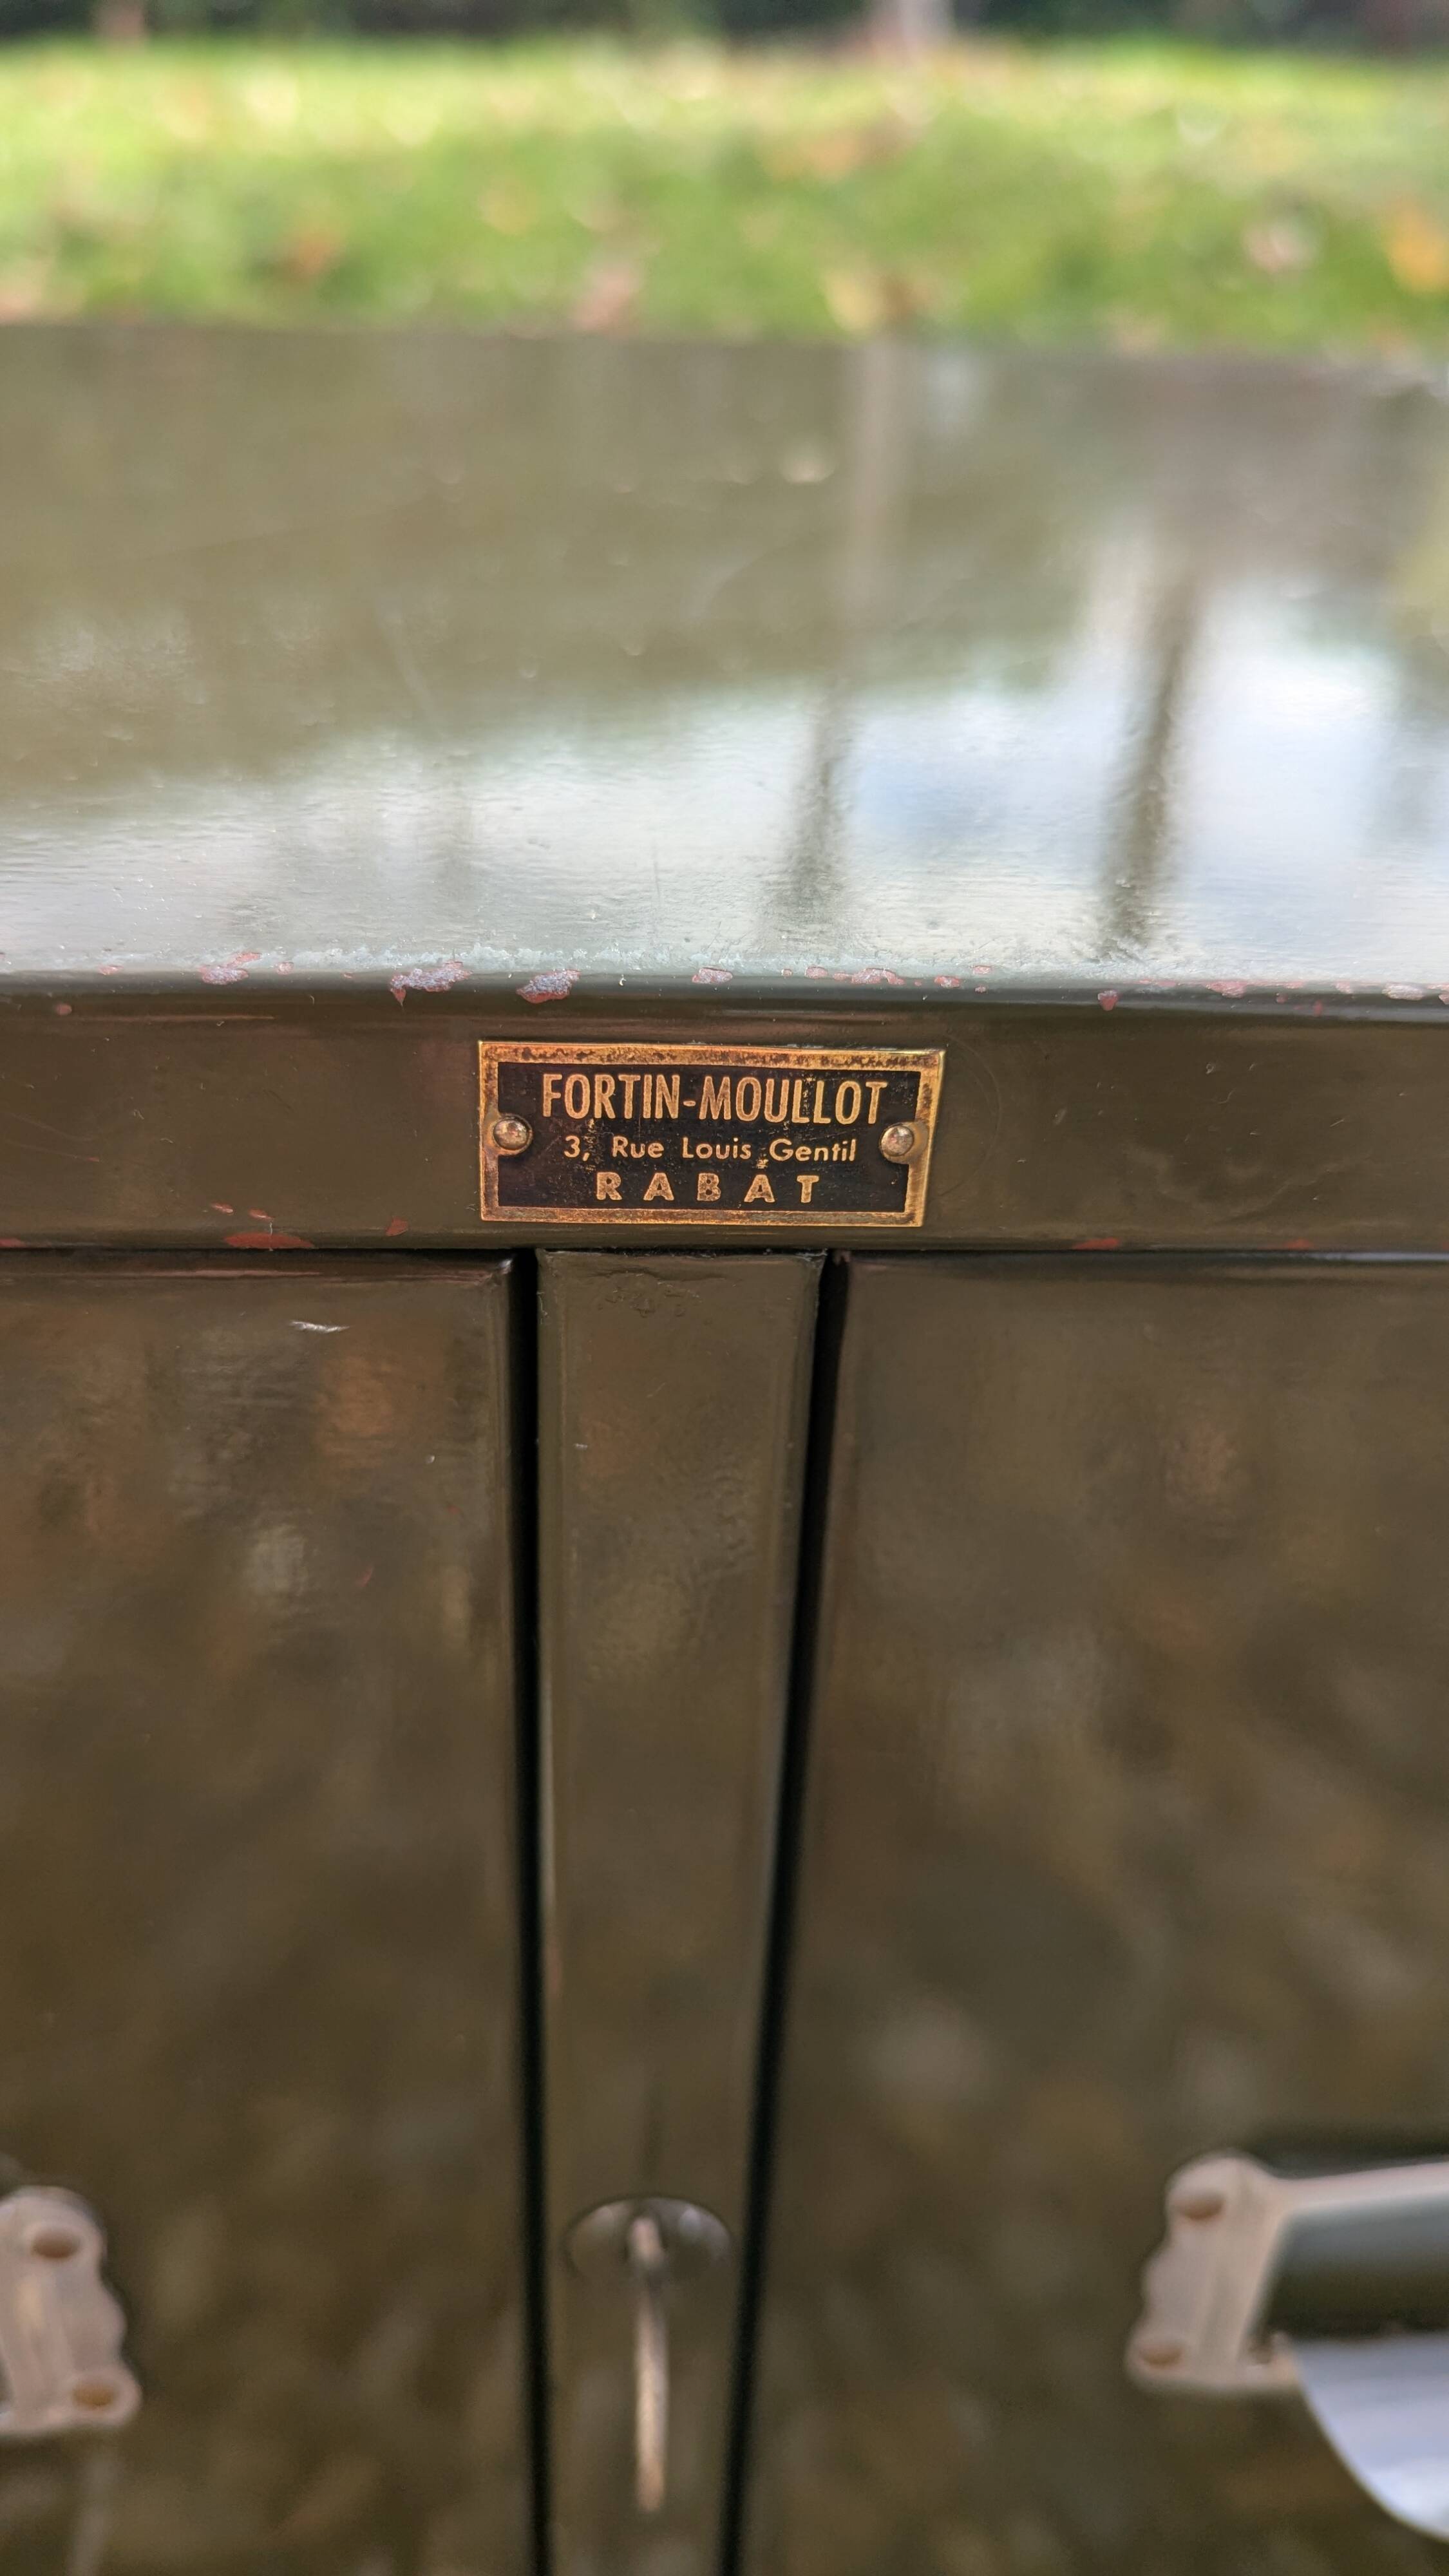 FORTIN-MOULLOT
3, Rue Louis Gentil
RABAT